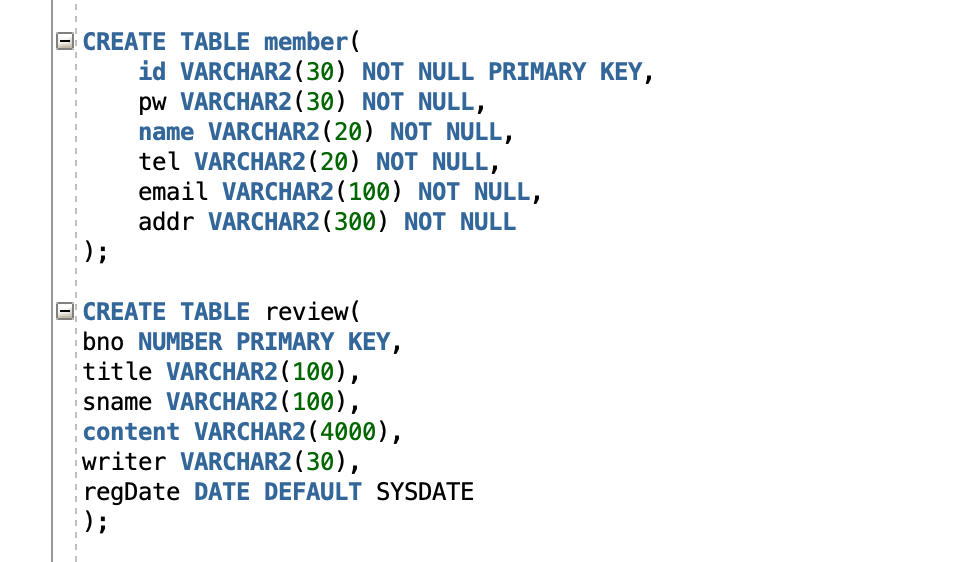 CREATE TABLE member(
    id VARCHAR2(30) NOT NULL PRIMARY KEY,
    pw VARCHAR2(30) NOT NULL,
    name VARCHAR2(20) NOT NULL,
    tel VARCHAR2(20) NOT NULL,
    email VARCHAR2(100) NOT NULL,
    addr VARCHAR2(300) NOT NULL
);
CREATE TABLE review(
bno NUMBER PRIMARY KEY,
title VARCHAR2(100),
sname VARCHAR2(100),
content VARCHAR2(4000),
writer VARCHAR2(30),
regDate DATE DEFAULT SYSDATE
);